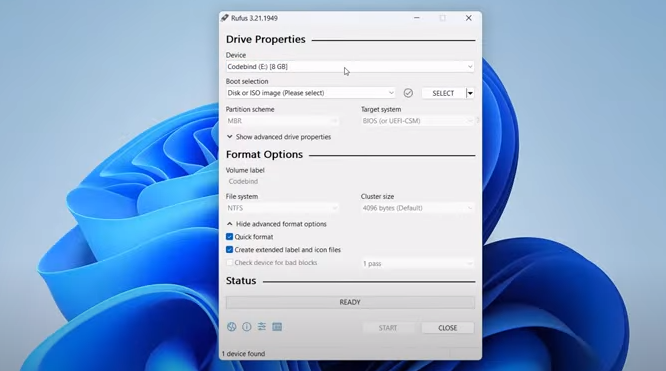 Rufus 3.21.1949
Drive Properties
Device
Codebind (E:) [8 GB]
Boot selection
Disk or ISO image (Please select)
SELECT
Partition scheme
Target system
MBR
BIOS (or UEFI-CSM)
Show advanced drive properties
Format Options
Volume label
Codebind
File system
Cluster size
NTFS
4096 bytes (Default)
Hide advanced format options
Quick format
Create extended label and icon files
Check device for bad blocks
1 pass
Status
READY
START
CLOSE
1 device found